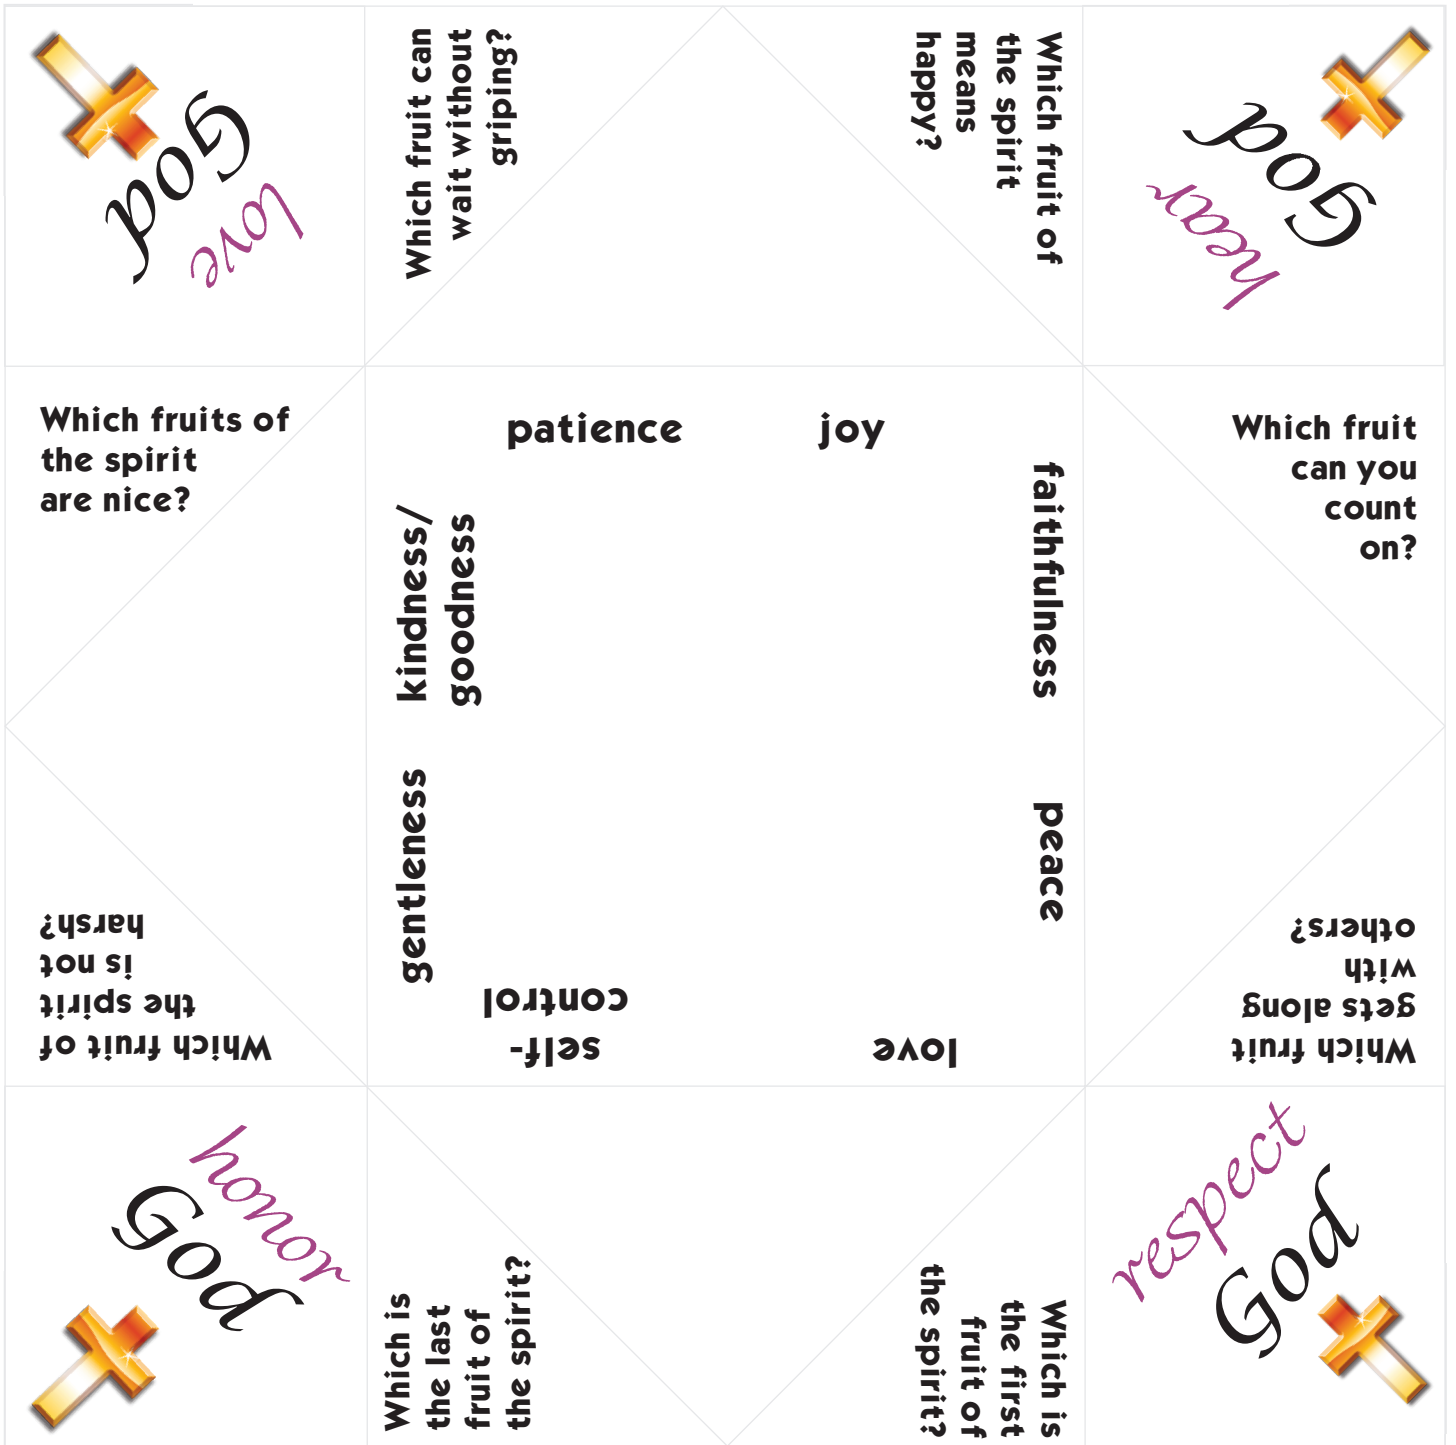 love
God
Which fruit can
wait without
griping?
Which fruit of
the spirit
means
happy?
hear
God
Which fruits of
the spirit
are nice?
patience
joy
Which fruit
can you
count
on?
kindness/
goodness
faithfulness
gentleness
peace
Which fruit of
the spirit
is not
harsh?
self-
control
love
Which fruit
gets along
with
others?
honor
God
Which is
the last
fruit of
the spirit?
Which is
the first
fruit of
the spirit?
respect
God